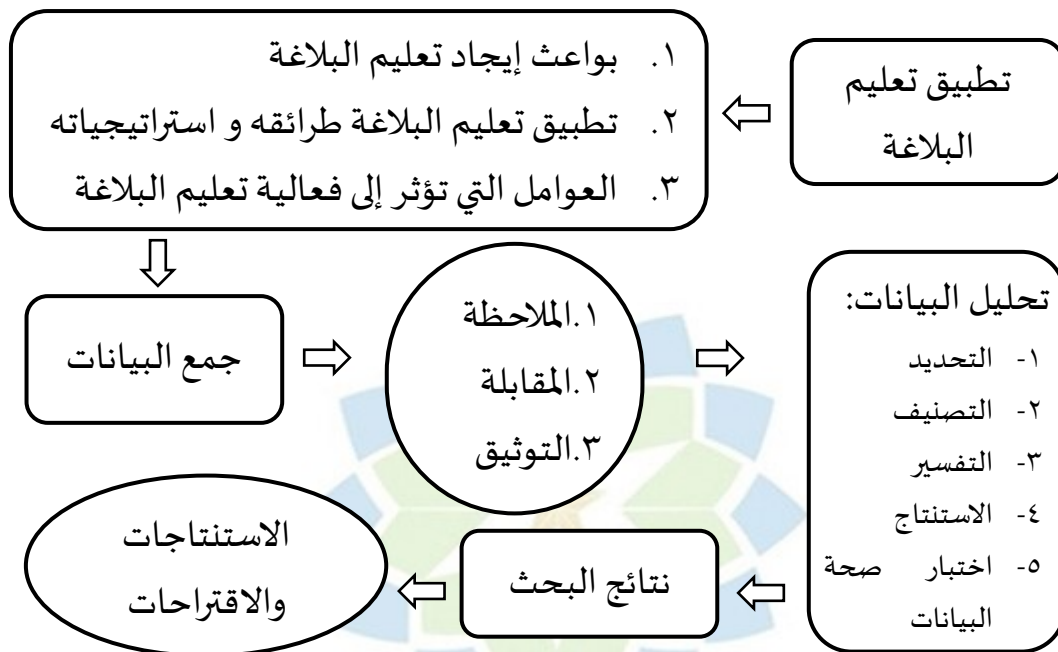 تطبيق تعليم
البلاغة
١. بواعث إيجاد تعليم البلاغة
٢. تطبيق تعليم البلاغة طرائقه و استراتيجياته
٣. العوامل التي تؤثر إلى فعالية تعليم البلاغة
جمع البيانات
١.الملاحظة
٢.المقابلة
٣.التوثيق
تحليل البيانات:
١- التحديد
٢- التصنيف
٣- التفسير
٤- الاستنتاج
٥- اختبار صحة
البيانات
نتائج البحث
الاستنتاجات
والاقتراحات